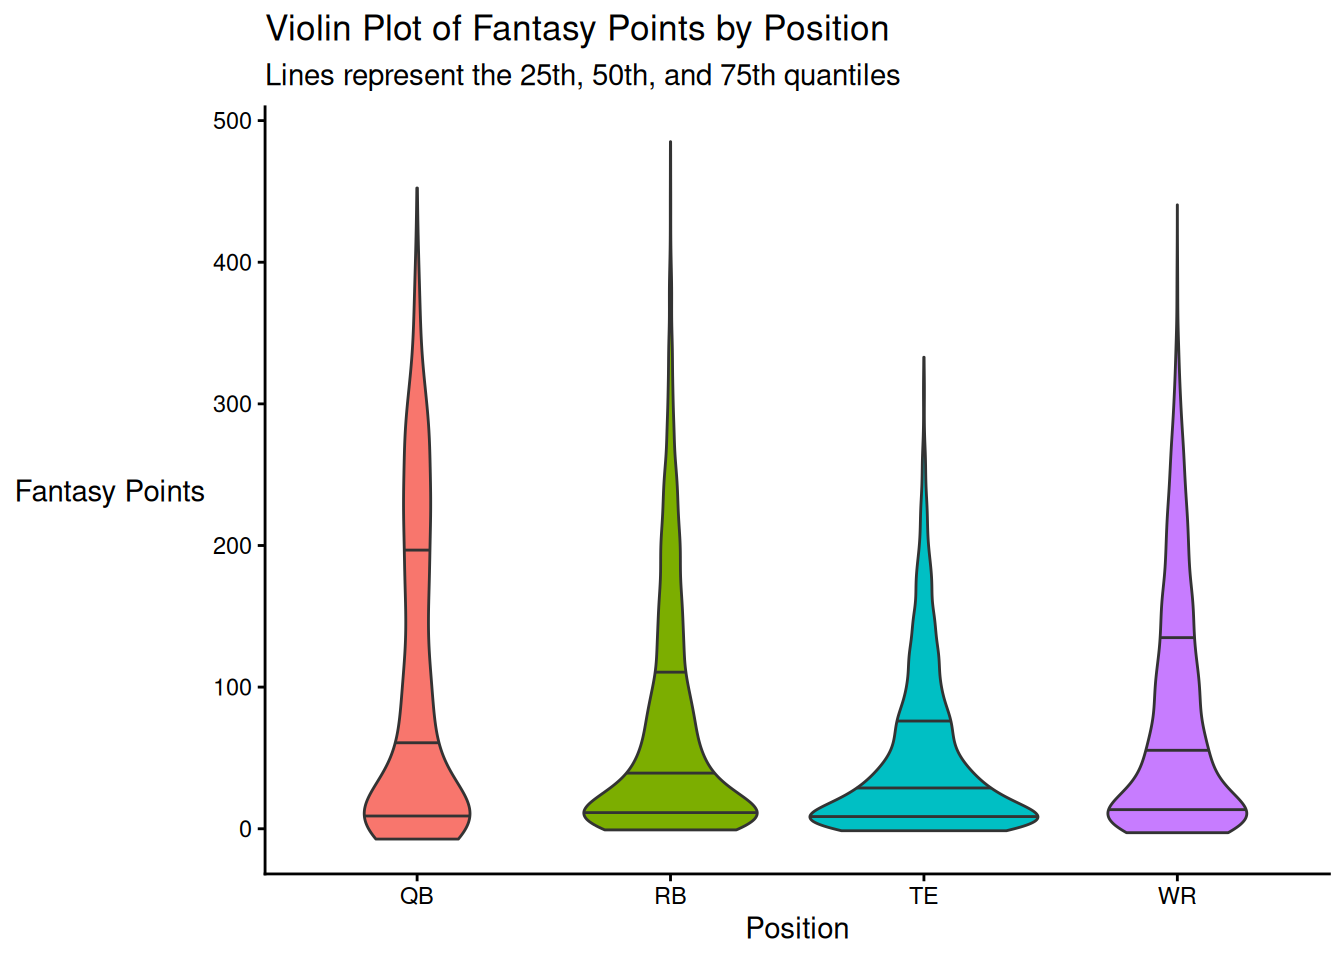 Violin Plot of Fantasy Points by Position
Lines represent the 25th, 50th, and 75th quantiles
500
400
300
Fantasy Points
200
100
0
QB RB TE WR
Position